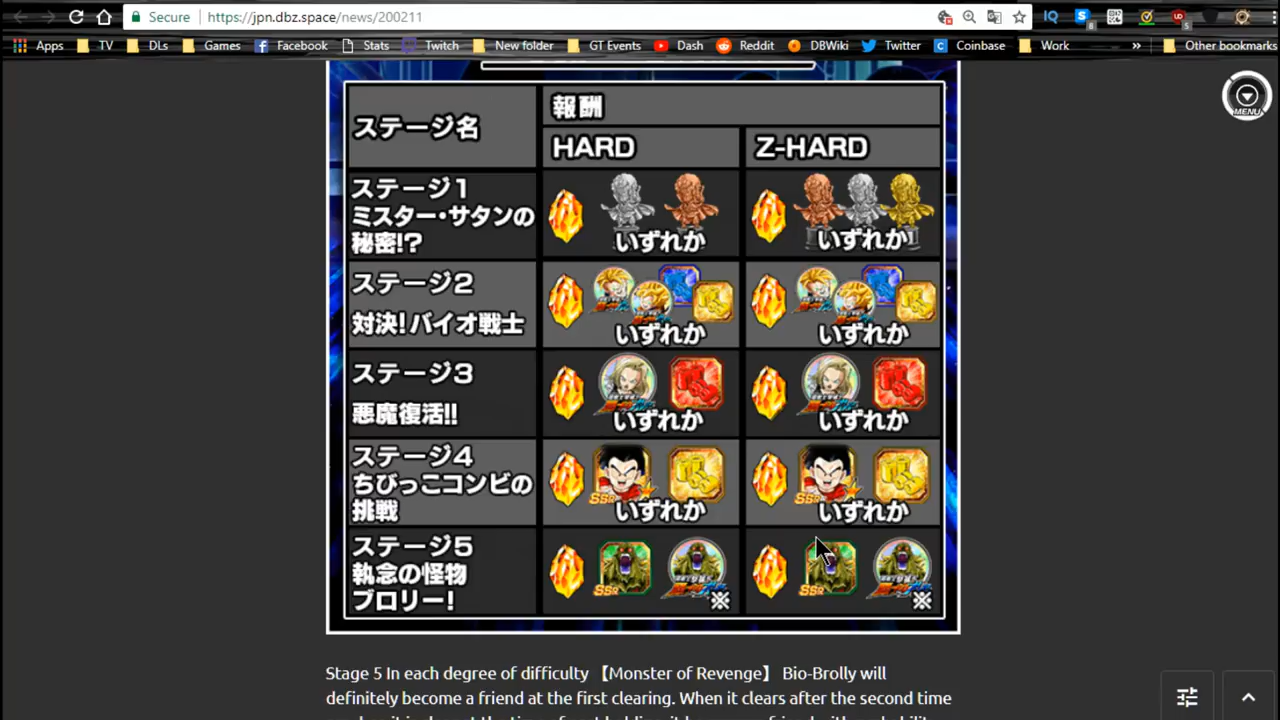 Secure https://jpn.dbz.space/news/200211
Apps TV DLs Games Facebook Stats Twitch New folder GT Events Dash Reddit DBWiki Twitter Coinbase Work » Other bookmarks
MENU
ステージ名 報酬
HARD Z-HARD
ステージ1
ミスター・サタンの
秘密!?
いずれか いずれか
ステージ2
対決!バイオ戦士
いずれか いずれか
ステージ3
悪魔復活!!
いずれか いずれか
ステージ4
ちびっこコンビの
挑戦
SSR SSR
いずれか いずれか
ステージ5
執念の怪物
ブロリー!
SSR ※ SSR ※
Stage 5 In each degree of difficulty 【Monster of Revenge】 Bio-Brolly will
definitely become a friend at the first clearing. When it clears after the second time